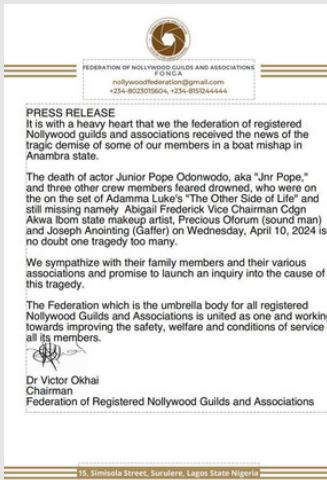 FEDERATION OF NOLLYWOOD GUILDS AND ASSOCIATIONS
FONGA
nollywoodfederation@gmail.com
+234-8023015604, +234-8151244444
PRESS RELEASE
It is with a heavy heart that we the federation of registered
Nollywood guilds and associations received the news of the
tragic demise of some of our members in a boat mishap in
Anambra state.
The death of actor Junior Pope Odonwodo, aka "Jnr Pope,"
and three other crew members feared drowned, who were on
the on the set of Adamma Luke's "The Other Side of Life" and
still missing namely Abigail Frederick Vice Chairman Cdgn
Akwa Ibom state makeup artist, Precious Oforum (sound man)
and Joseph Anointing (Gaffer) on Wednesday, April 10, 2024 is
no doubt one tragedy too many.
We sympathize with their family members and their various
associations and promise to launch an inquiry into the cause of
this tragedy.
The Federation which is the umbrella body for all registered
Nollywood Guilds and Associations is united as one and working
towards improving the safety, welfare and conditions of service
all its members.
Dr Victor Okhai
Chairman
Federation of Registered Nollywood Guilds and Associations
15, Simisola Street, Surulere, Lagos State Nigeria